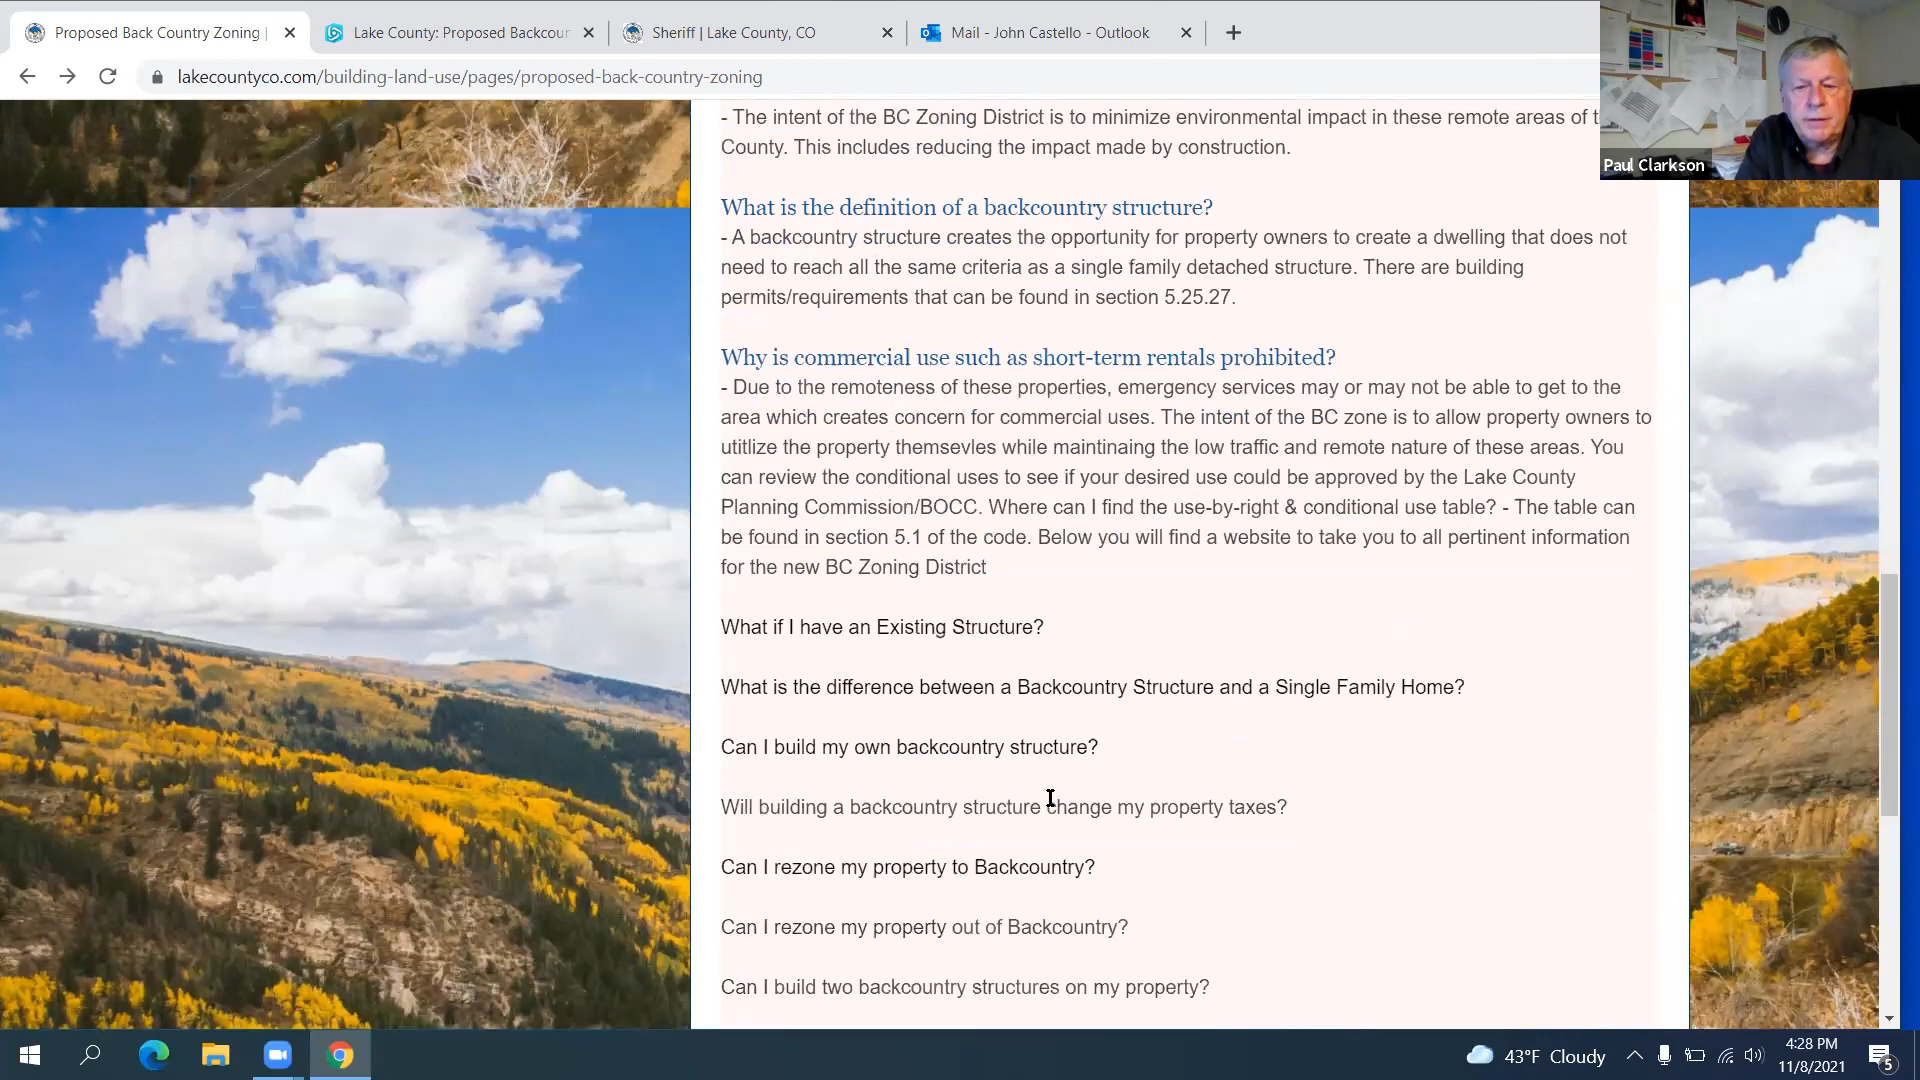 Proposed Back Country Zoning |
Lake County: Proposed Backcour
Sheriff | Lake County, CO
Mail - John Castello - Outlook
lakecountyco.com/building-land-use/pages/proposed-back-country-zoning
Paul Clarkson
- The intent of the BC Zoning District is to minimize environmental impact in these remote areas of t
County. This includes reducing the impact made by construction.
What is the definition of a backcountry structure?
- A backcountry structure creates the opportunity for property owners to create a dwelling that does not
need to reach all the same criteria as a single family detached structure. There are building
permits/requirements that can be found in section 5.25.27.
Why is commercial use such as short-term rentals prohibited?
- Due to the remoteness of these properties, emergency services may or may not be able to get to the
area which creates concern for commercial uses. The intent of the BC zone is to allow property owners to
utitlize the property themsevles while maintinaing the low traffic and remote nature of these areas. You
can review the conditional uses to see if your desired use could be approved by the Lake County
Planning Commission/BOCC. Where can I find the use-by-right & conditional use table? - The table can
be found in section 5.1 of the code. Below you will find a website to take you to all pertinent information
for the new BC Zoning District
What if I have an Existing Structure?
What is the difference between a Backcountry Structure and a Single Family Home?
Can I build my own backcountry structure?
Will building a backcountry structure change my property taxes?
Can I rezone my property to Backcountry?
Can I rezone my property out of Backcountry?
Can I build two backcountry structures on my property?
43°F Cloudy
4:28 PM
11/8/2021
5